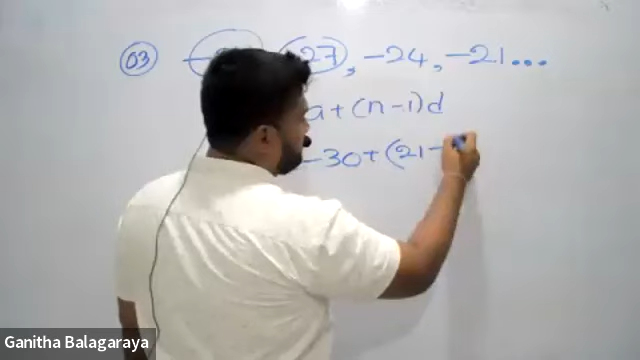 03 27), -24, -21...
a + (n-1)d
-30 + (21-
Ganitha Balagaraya